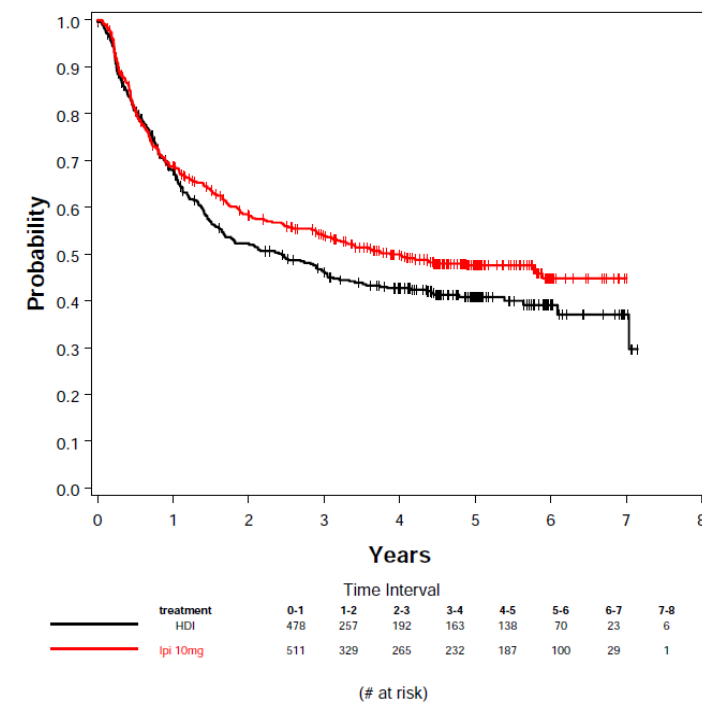 1.0
0.9
0.8
0.7
0.6
0.5
0.4
0.3
0.2
0.1
0.0
Probability
0 1 2 3 4 5 6 7 8
Years
Time Interval
treatment 0-1 1-2 2-3 3-4 4-5 5-6 6-7 7-8
HDI 478 257 192 163 138 70 23 6
Ipi 10mg 511 329 265 232 187 100 29 1
(# at risk)